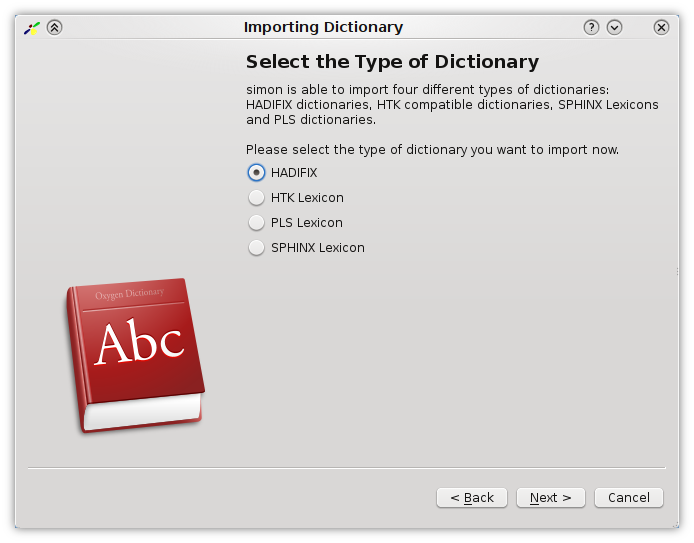 Importing Dictionary
Select the Type of Dictionary
simon is able to import four different types of dictionaries:
HADIFIX dictionaries, HTK compatible dictionaries, SPHINX Lexicons
and PLS dictionaries.
Please select the type of dictionary you want to import now.
HADIFIX
HTK Lexicon
PLS Lexicon
SPHINX Lexicon
Oxygen Dictionary
Abc
< Back
Next >
Cancel